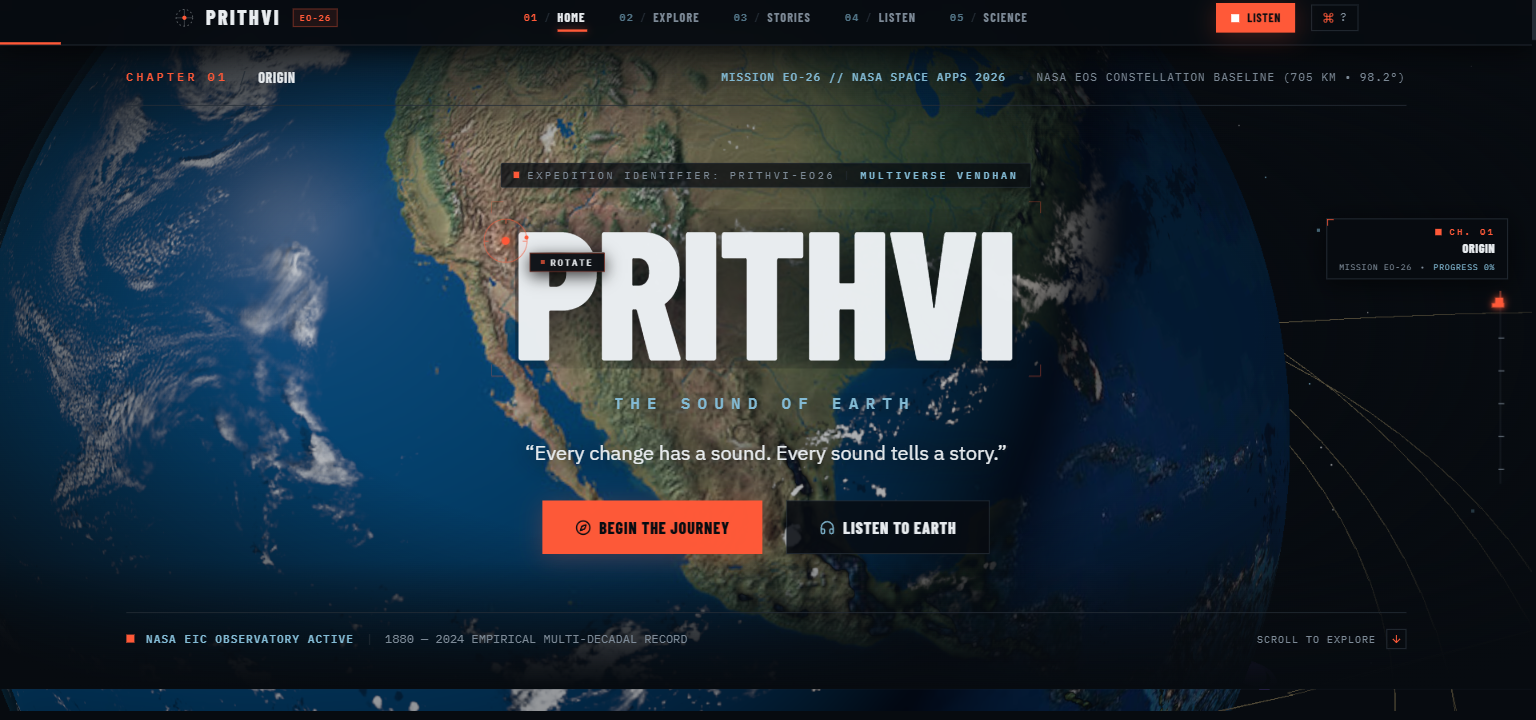 PRITHVI EO-26
01 / HOME 02 / EXPLORE 03 / STORIES 04 / LISTEN 05 / SCIENCE
LISTEN
⌘ ?
CHAPTER 01 ORIGIN
MISSION EO-26 // NASA SPACE APPS 2026 • NASA EOS CONSTELLATION BASELINE (705 KM • 98.2°)
EXPEDITION IDENTIFIER: PRITHVI-EO26 | MULTIVERSE VENDHAN
PRITHVI
ROTATE
CH. 01
ORIGIN
MISSION EO-26 • PROGRESS 0%
THE SOUND OF EARTH
“Every change has a sound. Every sound tells a story.”
BEGIN THE JOURNEY
LISTEN TO EARTH
NASA EIC OBSERVATORY ACTIVE | 1880 — 2024 EMPIRICAL MULTI-DECADAL RECORD
SCROLL TO EXPLORE ↓